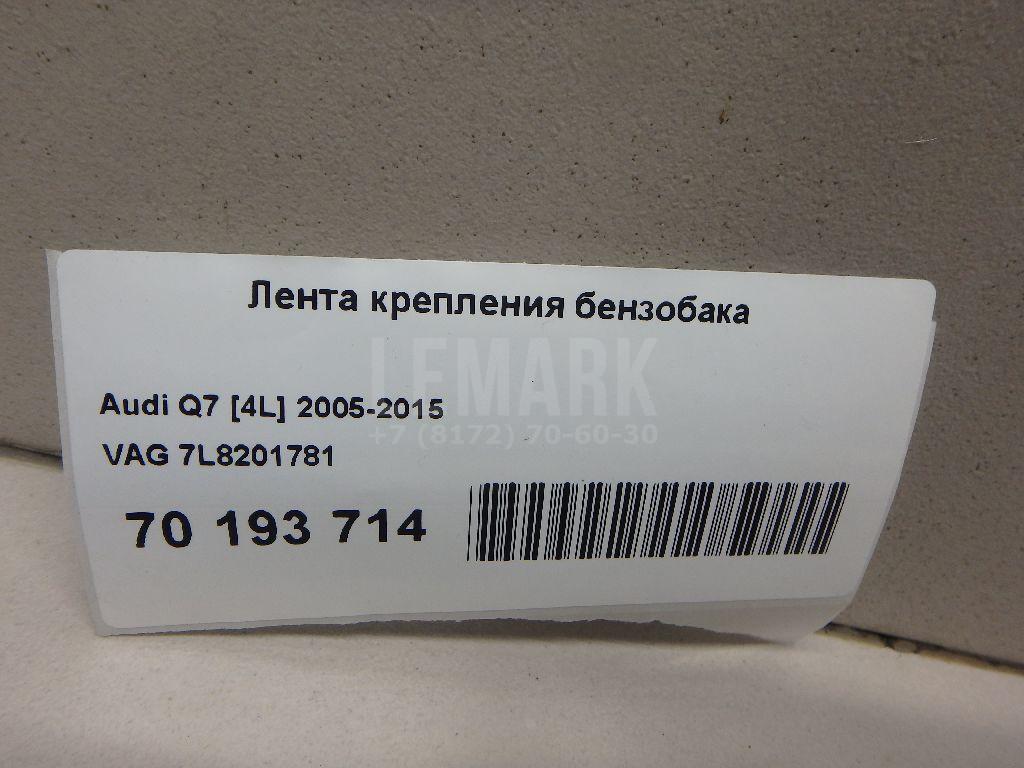 Лента крепления бензобака
LEMARK
Audi Q7 [4L] 2005-2015
+7 (8172) 70-60-30
VAG 7L8201781
70 193 714